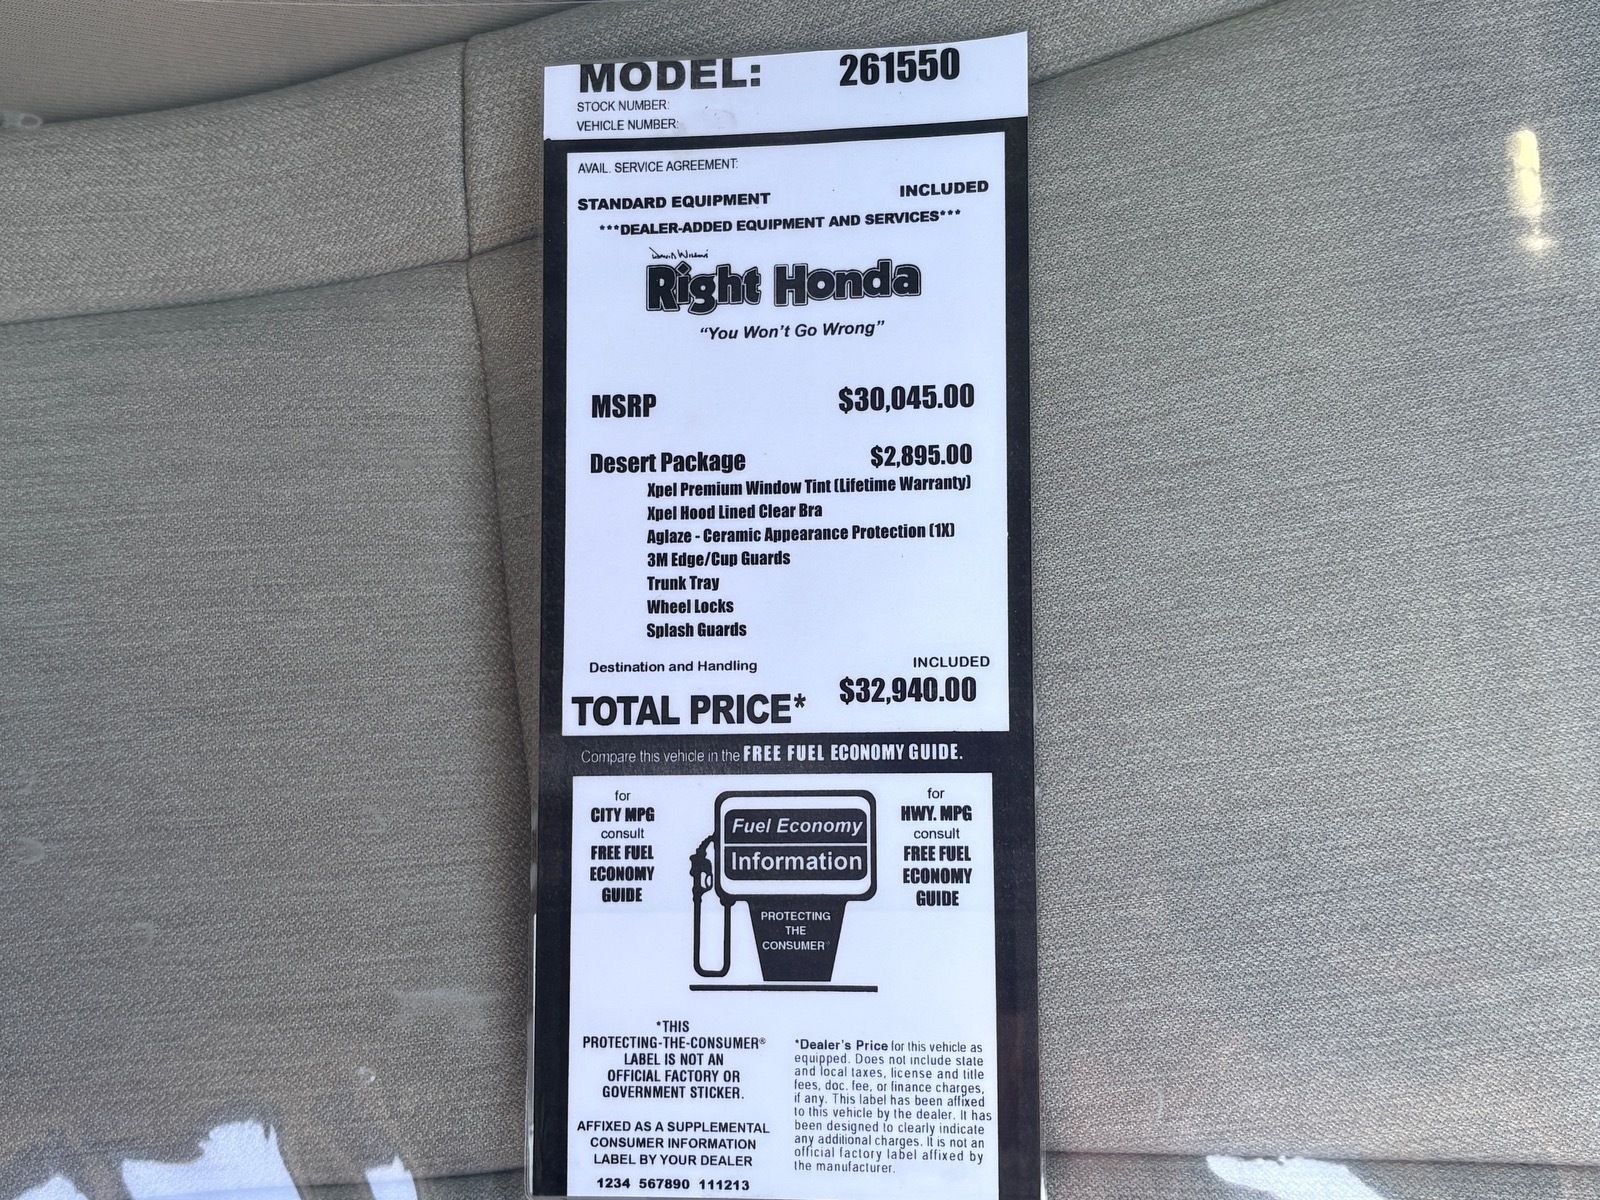 MODEL: 261550
STOCK NUMBER:
VEHICLE NUMBER:
AVAIL. SERVICE AGREEMENT:
STANDARD EQUIPMENT INCLUDED
***DEALER-ADDED EQUIPMENT AND SERVICES***
David Wilson's
Right Honda
“You Won't Go Wrong”
MSRP $30,045.00
Desert Package $2,895.00
Xpel Premium Window Tint (Lifetime Warranty)
Xpel Hood Lined Clear Bra
Aglaze - Ceramic Appearance Protection (1X)
3M Edge/Cup Guards
Trunk Tray
Wheel Locks
Splash Guards
Destination and Handling INCLUDED
TOTAL PRICE* $32,940.00
Compare this vehicle in the FREE FUEL ECONOMY GUIDE.
for
CITY MPG
consult
FREE FUEL
ECONOMY
GUIDE
Fuel Economy
Information
PROTECTING
THE
CONSUMER®
for
HWY. MPG
consult
FREE FUEL
ECONOMY
GUIDE
*THIS
PROTECTING-THE-CONSUMER®
LABEL IS NOT AN
OFFICIAL FACTORY OR
GOVERNMENT STICKER.
AFFIXED AS A SUPPLEMENTAL
CONSUMER INFORMATION
LABEL BY YOUR DEALER
1234 567890 111213
*Dealer's Price for this vehicle as
equipped. Does not include state
and local taxes, license and title
fees, doc. fee, or finance charges,
if any. This label has been affixed
to this vehicle by the dealer. It has
been designed to clearly indicate
any additional charges. It is not an
official factory label affixed by
the manufacturer.